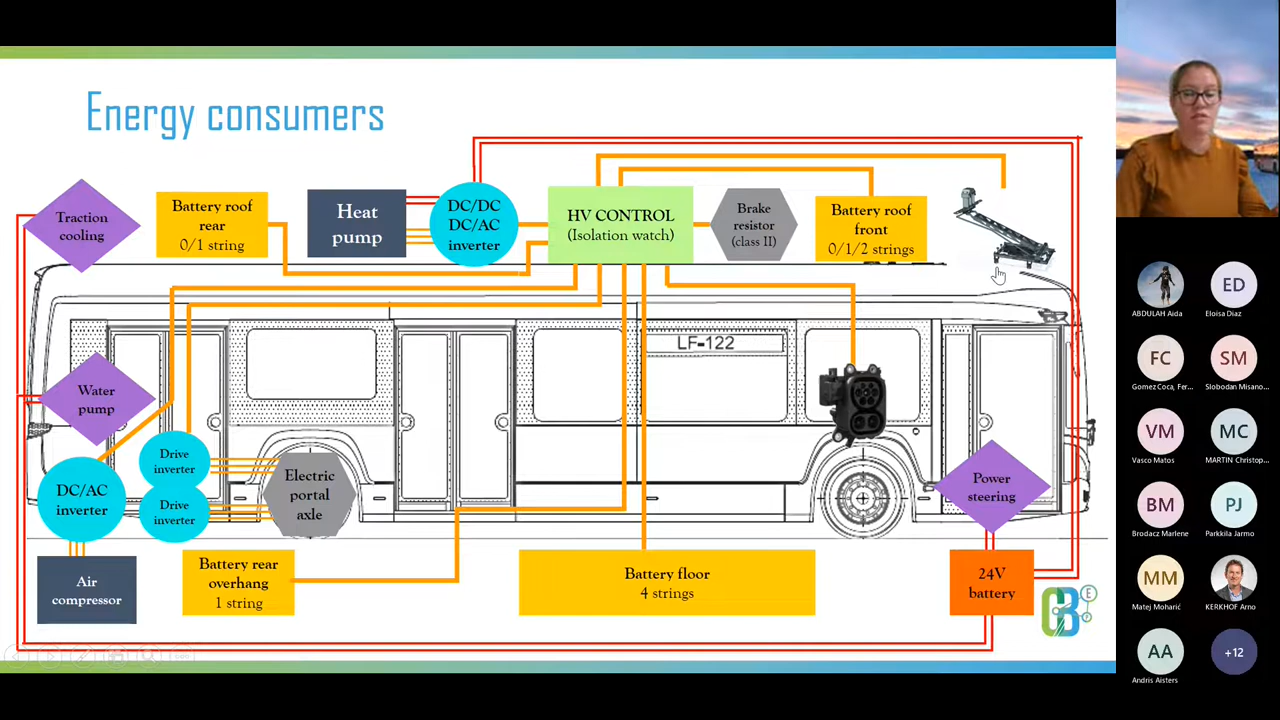 Energy consumers
Traction
cooling
Battery roof
rear
0/1 string
Heat
pump
DC/DC
DC/AC
inverter
HV CONTROL
(Isolation watch)
Brake
resistor
(class II)
Battery roof
front
0/1/2 strings
LF-122
Water
pump
Drive
inverter
DC/AC
inverter
Drive
inverter
Electric
portal
axle
Power
steering
Air
compressor
Battery rear
overhang
1 string
Battery floor
4 strings
24V
battery
CB
E
ABDULAH Aida
ED
Eloisa Diaz
FC
Gomez Coca, Fer...
SM
Slobodan Misano...
VM
Vasco Matos
MC
MARTIN Christop...
BM
Brodacz Marlene
PJ
Parkkila Jarmo
MM
Matej Moharić
KERKHOF Arno
AA
Andris Aisters
+12